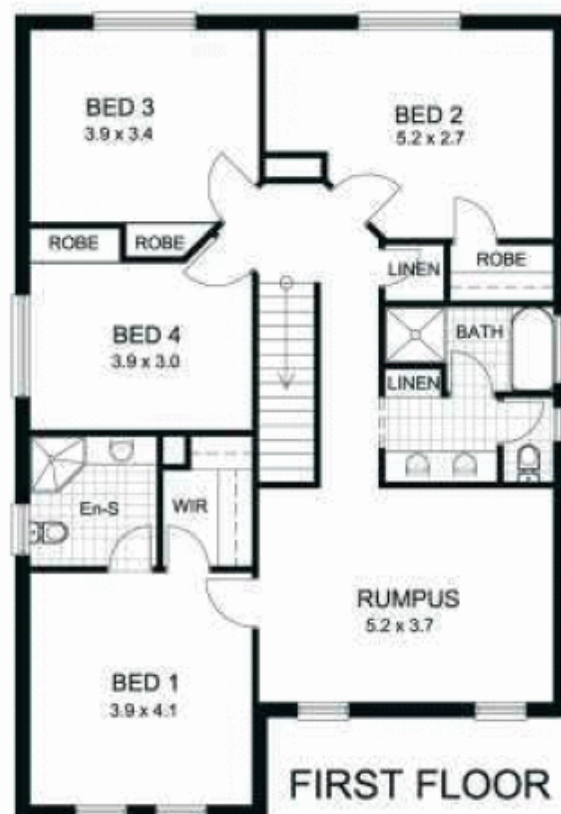 BED 3
3.9 x 3.4
BED 2
5.2 x 2.7
ROBE
ROBE
LINEN
ROBE
BED 4
3.9 x 3.0
BATH
LINEN
En-S
WIR
RUMPUS
5.2 x 3.7
BED 1
3.9 x 4.1
FIRST FLOOR